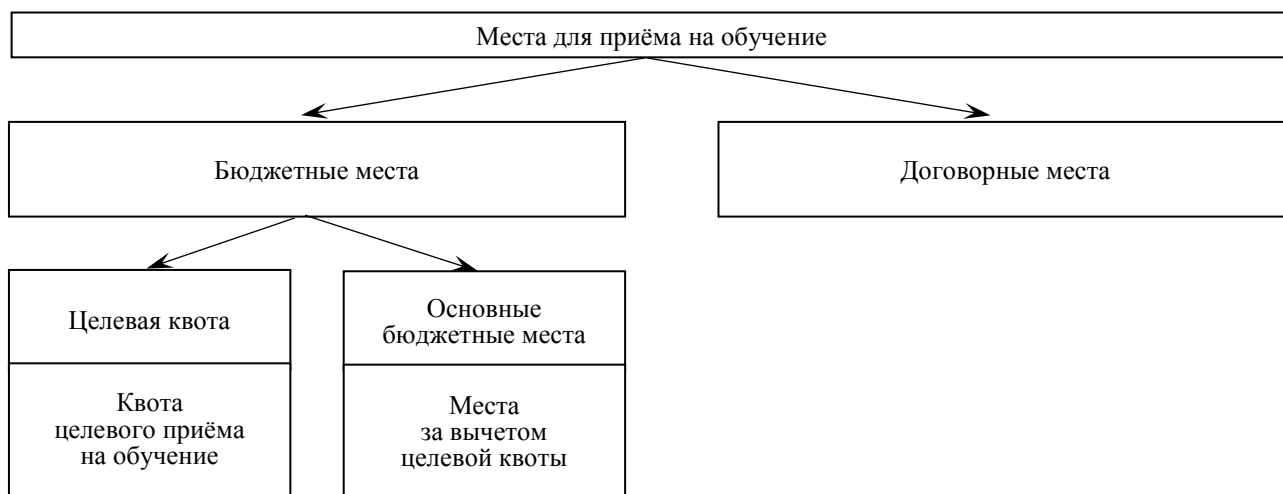 Места для приёма на обучение
Бюджетные места
Договорные места
Целевая квота
Основные
бюджетные места
Квота
целевого приёма
на обучение
Места
за вычетом
целевой квоты